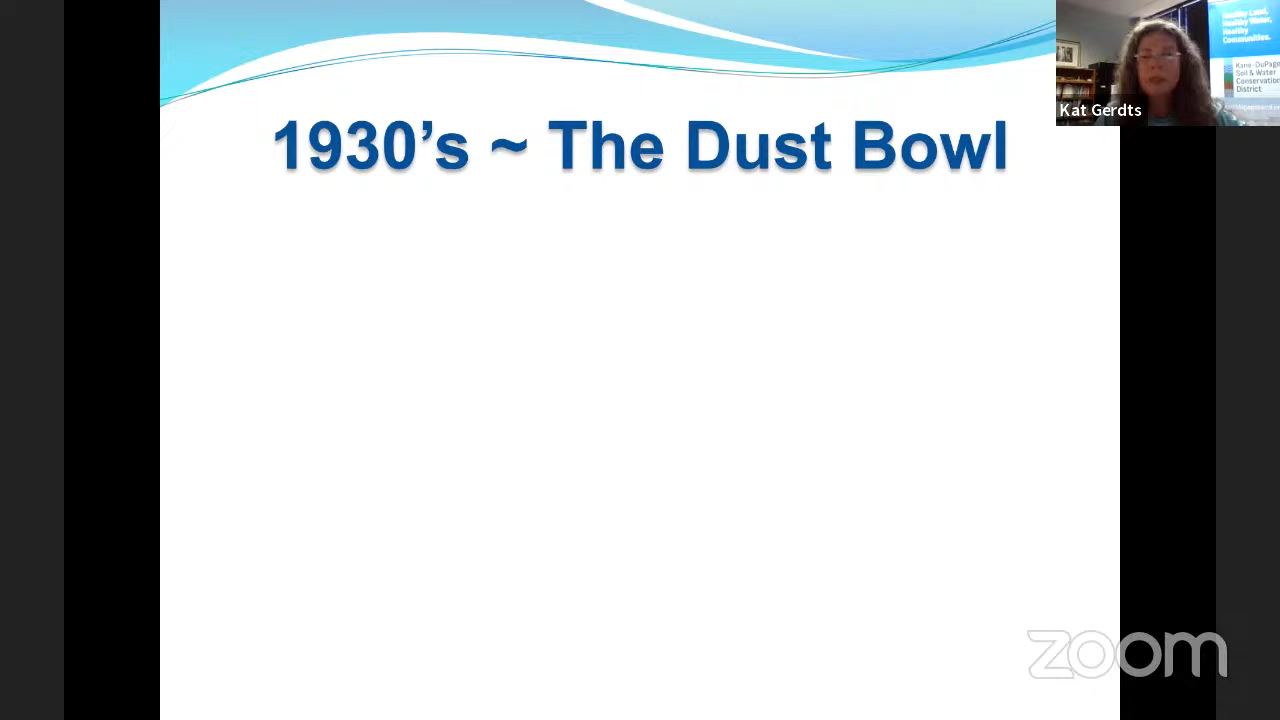 1930's ~ The Dust Bowl
Healthy Land,
Healthy Water,
Healthy
Communities.
Kane-DuPage
Soil & Water
Conservation
District
Kat Gerdts
zoom